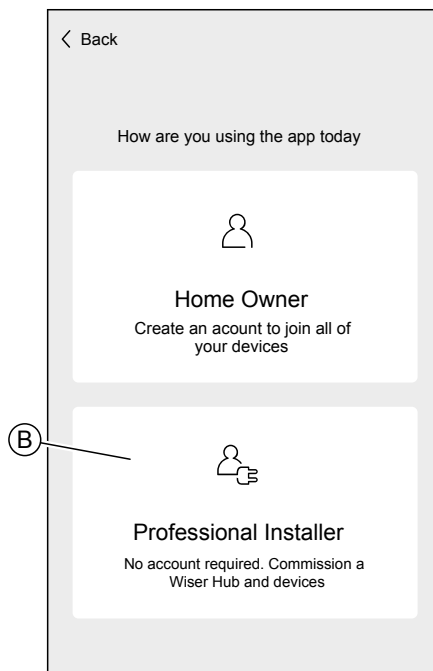 Back
How are you using the app today
Home Owner
Create an acount to join all of
your devices
B
Professional Installer
No account required. Commission a
Wiser Hub and devices